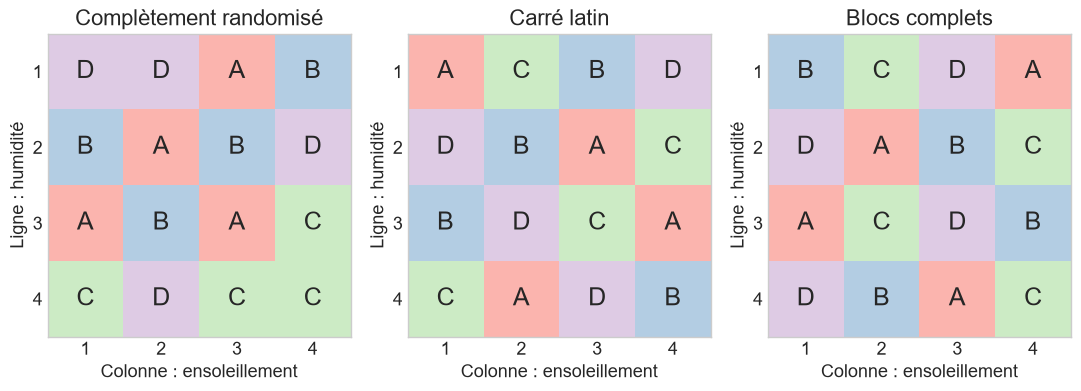 Complètement randomisé
Ligne : humidité
1 D D A B
2 B A B D
3 A B A C
4 C D C C
1 2 3 4
Colonne : ensoleillement
Carré latin
Ligne : humidité
1 A C B D
2 D B A C
3 B D C A
4 C A D B
1 2 3 4
Colonne : ensoleillement
Blocs complets
Ligne : humidité
1 B C D A
2 D A B C
3 A C D B
4 D B A C
1 2 3 4
Colonne : ensoleillement